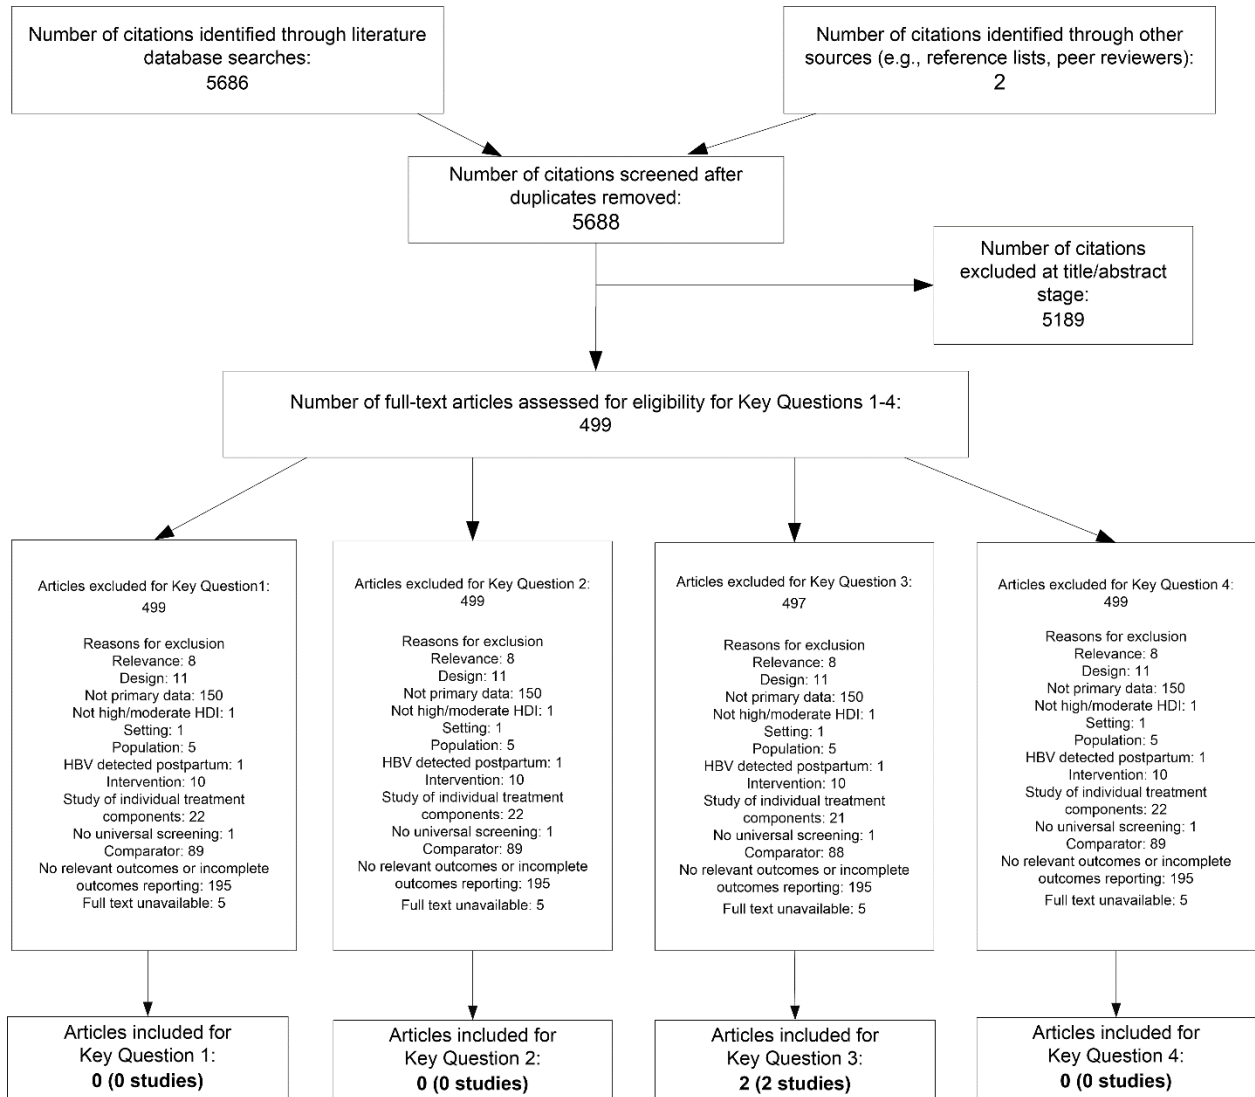 Number of citations identified through literature
database searches:
5686
Number of citations identified through other
sources (e.g., reference lists, peer reviewers):
2
Number of citations screened after
duplicates removed:
5688
Number of citations
excluded at title/abstract
stage:
5189
Number of full-text articles assessed for eligibility for Key Questions 1-4:
499
Articles excluded for Key Question1:
499
Reasons for exclusion
Relevance: 8
Design: 11
Not primary data: 150
Not high/moderate HDI: 1
Setting: 1
Population: 5
HBV detected postpartum: 1
Intervention: 10
Study of individual treatment
components: 22
No universal screening: 1
Comparator: 89
No relevant outcomes or incomplete
outcomes reporting: 195
Full text unavailable: 5
Articles excluded for Key Question 2:
499
Reasons for exclusion
Relevance: 8
Design: 11
Not primary data: 150
Not high/moderate HDI: 1
Setting: 1
Population: 5
HBV detected postpartum: 1
Intervention: 10
Study of individual treatment
components: 22
No universal screening: 1
Comparator: 89
No relevant outcomes or incomplete
outcomes reporting: 195
Full text unavailable: 5
Articles excluded for Key Question 3:
497
Reasons for exclusion
Relevance: 8
Design: 11
Not primary data: 150
Not high/moderate HDI: 1
Setting: 1
Population: 5
HBV detected postpartum: 1
Intervention: 10
Study of individual treatment
components: 21
No universal screening: 1
Comparator: 88
No relevant outcomes or incomplete
outcomes reporting: 195
Full text unavailable: 5
Articles excluded for Key Question 4:
499
Reasons for exclusion
Relevance: 8
Design: 11
Not primary data: 150
Not high/moderate HDI: 1
Setting: 1
Population: 5
HBV detected postpartum: 1
Intervention: 10
Study of individual treatment
components: 22
No universal screening: 1
Comparator: 89
No relevant outcomes or incomplete
outcomes reporting: 195
Full text unavailable: 5
Articles included for
Key Question 1:
0 (0 studies)
Articles included for
Key Question 2:
0 (0 studies)
Articles included for
Key Question 3:
2 (2 studies)
Articles included for
Key Question 4:
0 (0 studies)